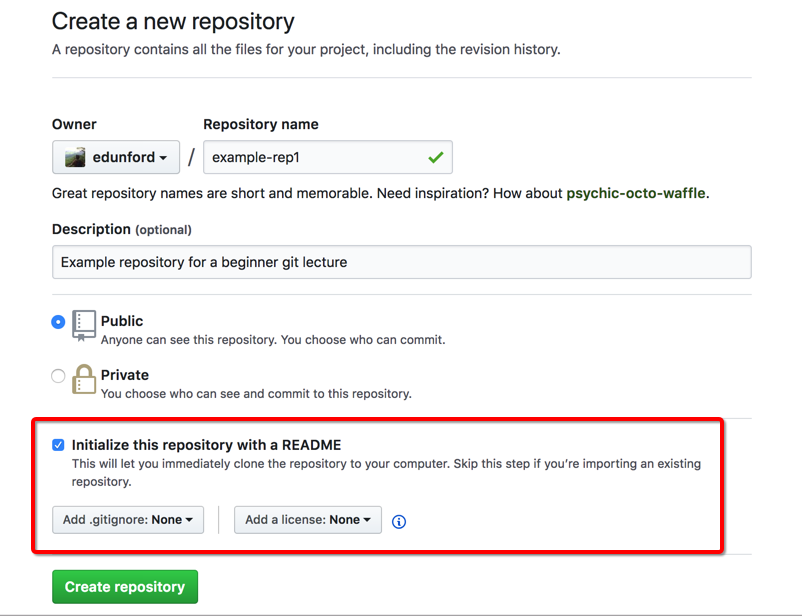 Create a new repository
A repository contains all the files for your project, including the revision history.
Owner
Repository name
edunford
/
example-rep1
Great repository names are short and memorable. Need inspiration? How about psychic-octo-waffle.
Description (optional)
Example repository for a beginner git lecture
Public
Anyone can see this repository. You choose who can commit.
Private
You choose who can see and commit to this repository.
Initialize this repository with a README
This will let you immediately clone the repository to your computer. Skip this step if you’re importing an existing
repository.
Add .gitignore: None
Add a license: None
Create repository